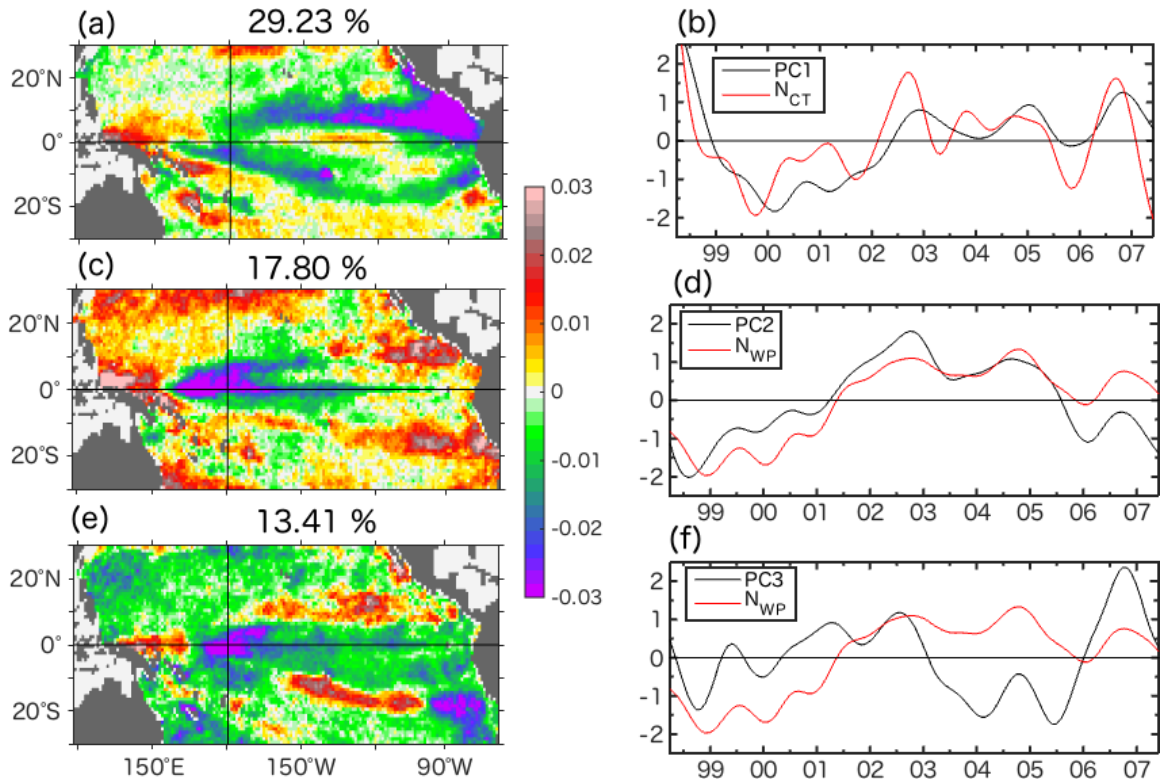 (a) 29.23 %
20°N
0°
20°S
(b)
PC1
N_CT
2
1
0
-1
-2
99 00 01 02 03 04 05 06 07
(c) 17.80 %
20°N
0°
20°S
0.03
0.02
0.01
0
-0.01
-0.02
-0.03
(d)
PC2
N_WP
2
1
0
-1
-2
99 00 01 02 03 04 05 06 07
(e) 13.41 %
20°N
0°
20°S
150°E 150°W 90°W
(f)
PC3
N_WP
2
1
0
-1
-2
99 00 01 02 03 04 05 06 07